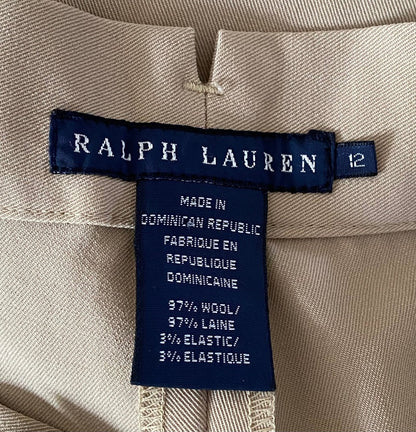 RALPH LAUREN
12
MADE IN
DOMINICAN REPUBLIC
FABRIQUE EN
REPUBLIQUE
DOMINICAINE
97% WOOL/
97% LAINE
3% ELASTIC/
3% ELASTIQUE